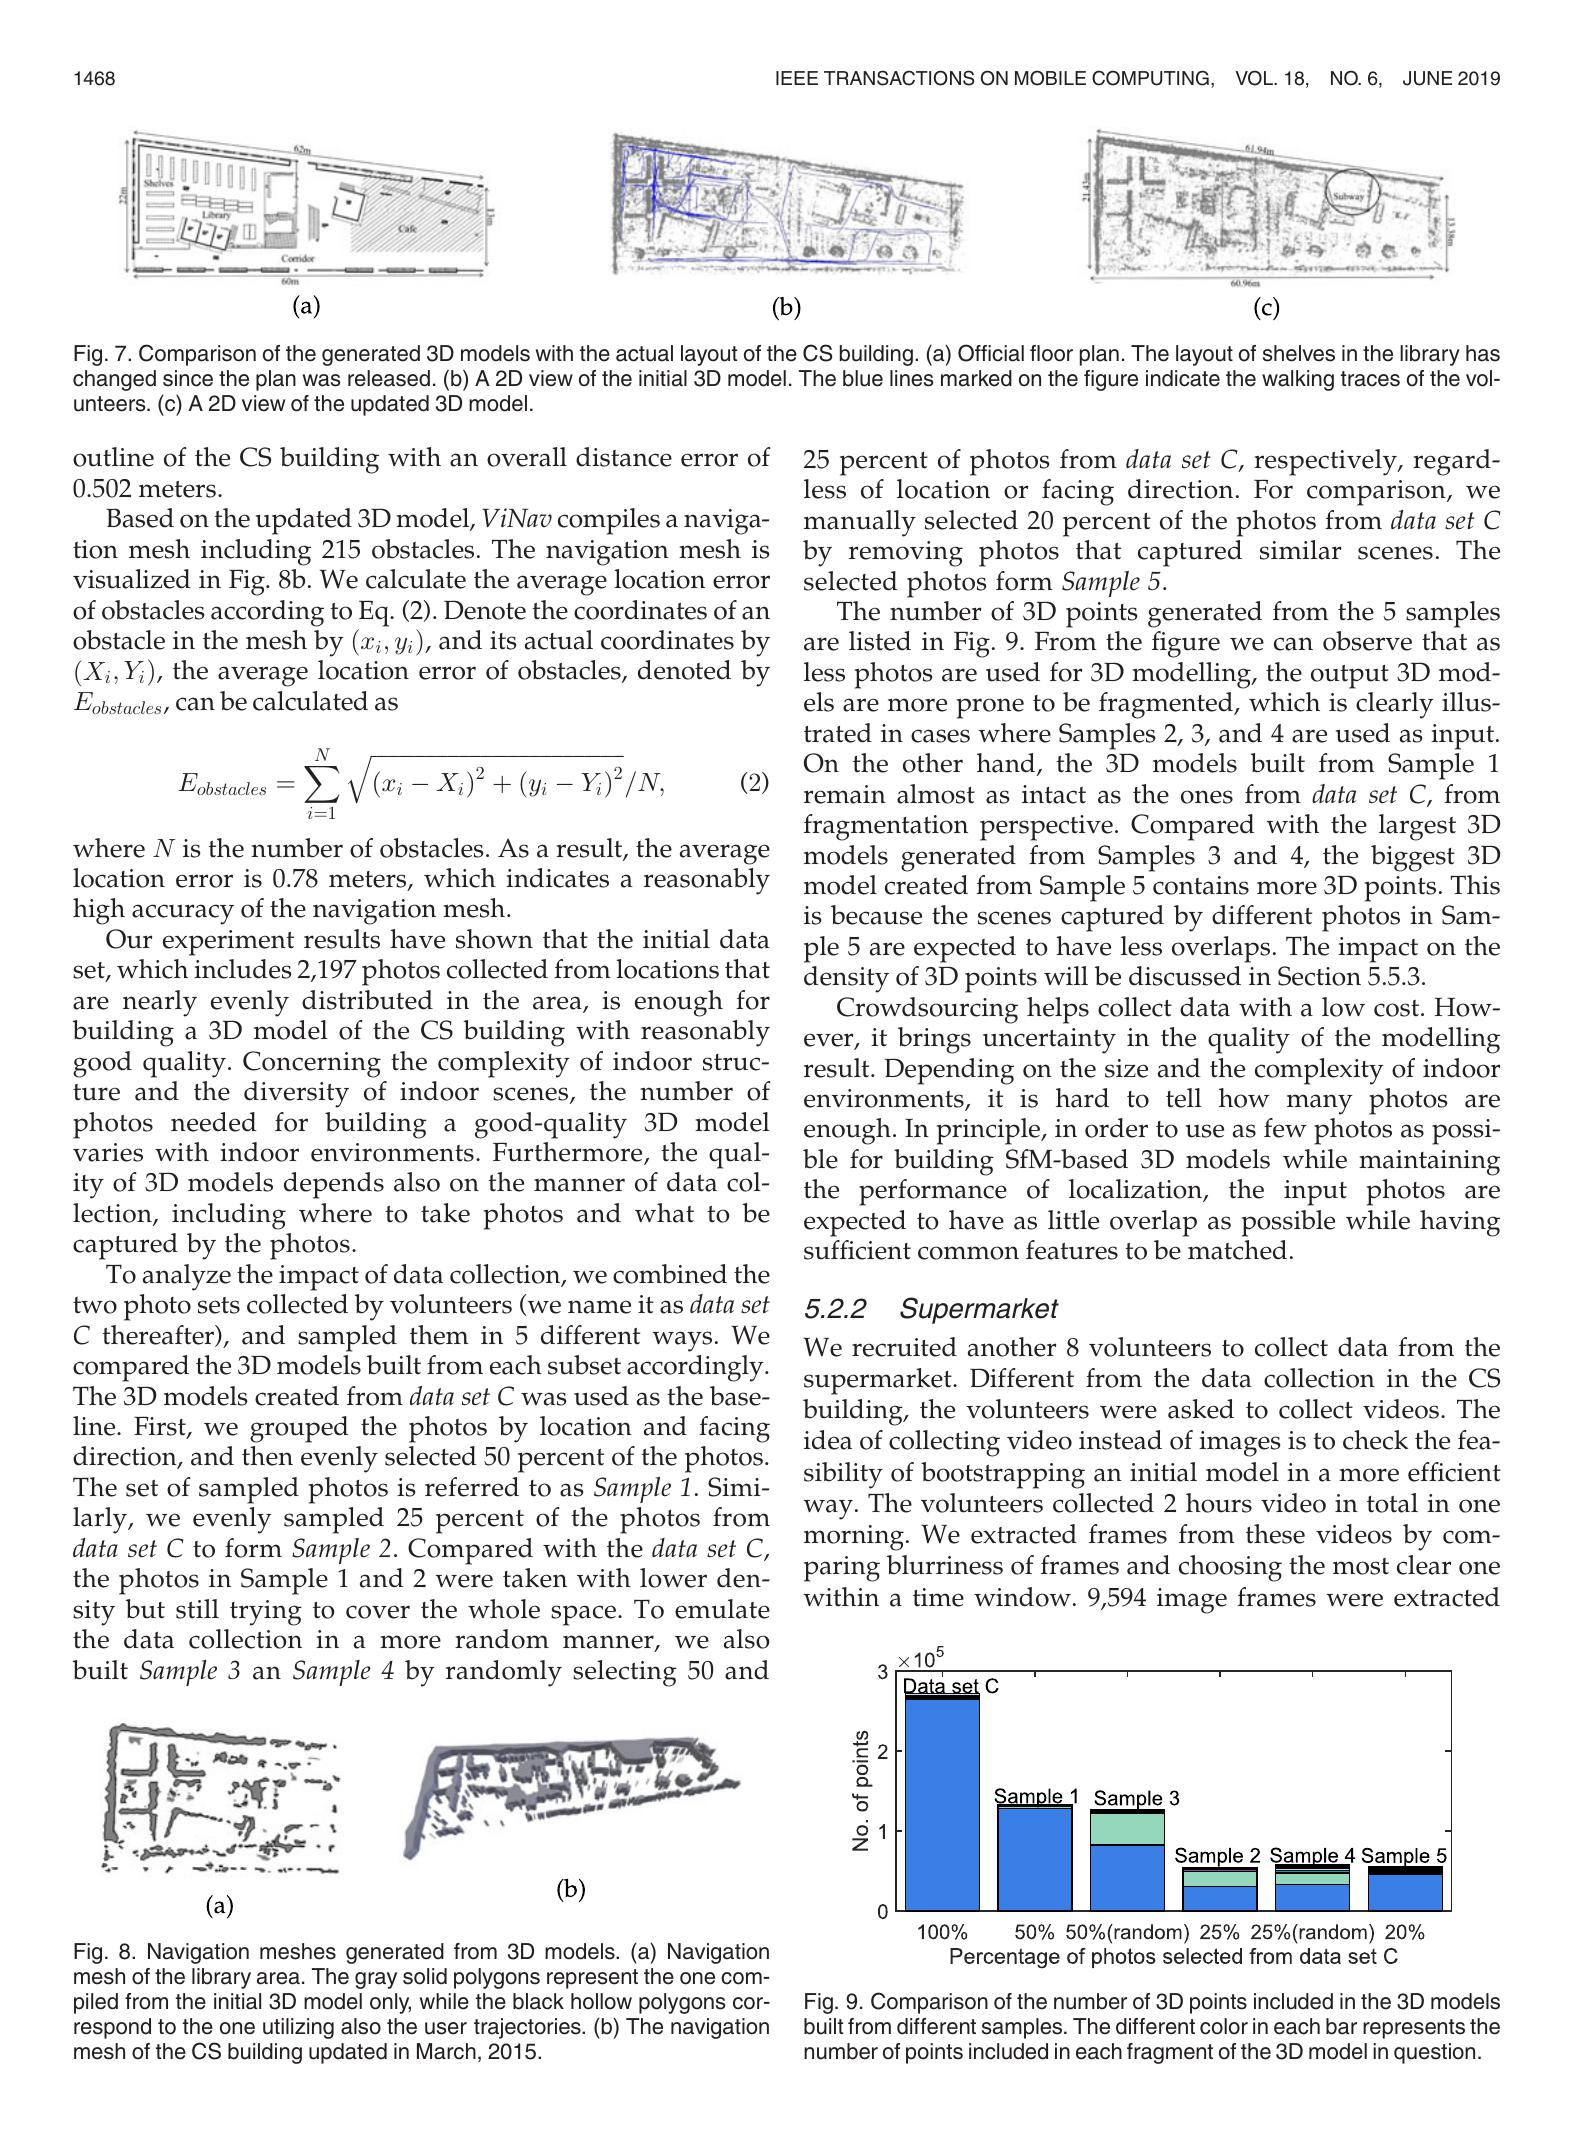 1468
IEEE TRANSACTIONS ON MOBILE COMPUTING, VOL. 18, NO. 6, JUNE 2019
62m
22m
Shelves
Library
Cafe
Corridor
60m
(a)
(b)
61.94m
Subway
60.96m
(c)
Fig. 7. Comparison of the generated 3D models with the actual layout of the CS building. (a) Official floor plan. The layout of shelves in the library has
changed since the plan was released. (b) A 2D view of the initial 3D model. The blue lines marked on the figure indicate the walking traces of the vol-
unteers. (c) A 2D view of the updated 3D model.
outline of the CS building with an overall distance error of
0.502 meters.
Based on the updated 3D model, ViNav compiles a naviga-
tion mesh including 215 obstacles. The navigation mesh is
visualized in Fig. 8b. We calculate the average location error
of obstacles according to Eq. (2). Denote the coordinates of an
obstacle in the mesh by (x_i, y_i), and its actual coordinates by
(X_i, Y_i), the average location error of obstacles, denoted by
E_obstacles, can be calculated as
E_obstacles = ∑_{i=1}^{N} √((x_i − X_i)² + (y_i − Y_i)²)/N, (2)
where N is the number of obstacles. As a result, the average
location error is 0.78 meters, which indicates a reasonably
high accuracy of the navigation mesh.
Our experiment results have shown that the initial data
set, which includes 2,197 photos collected from locations that
are nearly evenly distributed in the area, is enough for
building a 3D model of the CS building with reasonably
good quality. Concerning the complexity of indoor struc-
ture and the diversity of indoor scenes, the number of
photos needed for building a good-quality 3D model
varies with indoor environments. Furthermore, the qual-
ity of 3D models depends also on the manner of data col-
lection, including where to take photos and what to be
captured by the photos.
To analyze the impact of data collection, we combined the
two photo sets collected by volunteers (we name it as data set
C thereafter), and sampled them in 5 different ways. We
compared the 3D models built from each subset accordingly.
The 3D models created from data set C was used as the base-
line. First, we grouped the photos by location and facing
direction, and then evenly selected 50 percent of the photos.
The set of sampled photos is referred to as Sample 1. Simi-
larly, we evenly sampled 25 percent of the photos from
data set C to form Sample 2. Compared with the data set C,
the photos in Sample 1 and 2 were taken with lower den-
sity but still trying to cover the whole space. To emulate
the data collection in a more random manner, we also
built Sample 3 an Sample 4 by randomly selecting 50 and
(a)
(b)
Fig. 8. Navigation meshes generated from 3D models. (a) Navigation
mesh of the library area. The gray solid polygons represent the one com-
piled from the initial 3D model only, while the black hollow polygons cor-
respond to the one utilizing also the user trajectories. (b) The navigation
mesh of the CS building updated in March, 2015.
25 percent of photos from data set C, respectively, regard-
less of location or facing direction. For comparison, we
manually selected 20 percent of the photos from data set C
by removing photos that captured similar scenes. The
selected photos form Sample 5.
The number of 3D points generated from the 5 samples
are listed in Fig. 9. From the figure we can observe that as
less photos are used for 3D modelling, the output 3D mod-
els are more prone to be fragmented, which is clearly illus-
trated in cases where Samples 2, 3, and 4 are used as input.
On the other hand, the 3D models built from Sample 1
remain almost as intact as the ones from data set C, from
fragmentation perspective. Compared with the largest 3D
models generated from Samples 3 and 4, the biggest 3D
model created from Sample 5 contains more 3D points. This
is because the scenes captured by different photos in Sam-
ple 5 are expected to have less overlaps. The impact on the
density of 3D points will be discussed in Section 5.5.3.
Crowdsourcing helps collect data with a low cost. How-
ever, it brings uncertainty in the quality of the modelling
result. Depending on the size and the complexity of indoor
environments, it is hard to tell how many photos are
enough. In principle, in order to use as few photos as possi-
ble for building SfM-based 3D models while maintaining
the performance of localization, the input photos are
expected to have as little overlap as possible while having
sufficient common features to be matched.
5.2.2 Supermarket
We recruited another 8 volunteers to collect data from the
supermarket. Different from the data collection in the CS
building, the volunteers were asked to collect videos. The
idea of collecting video instead of images is to check the fea-
sibility of bootstrapping an initial model in a more efficient
way. The volunteers collected 2 hours video in total in one
morning. We extracted frames from these videos by com-
paring blurriness of frames and choosing the most clear one
within a time window. 9,594 image frames were extracted
×10⁵
3
2
1
0
No. of points
Data set C
Sample 1 Sample 3
Sample 2 Sample 4 Sample 5
100% 50% 50%(random) 25% 25%(random) 20%
Percentage of photos selected from data set C
Fig. 9. Comparison of the number of 3D points included in the 3D models
built from different samples. The different color in each bar represents the
number of points included in each fragment of the 3D model in question.